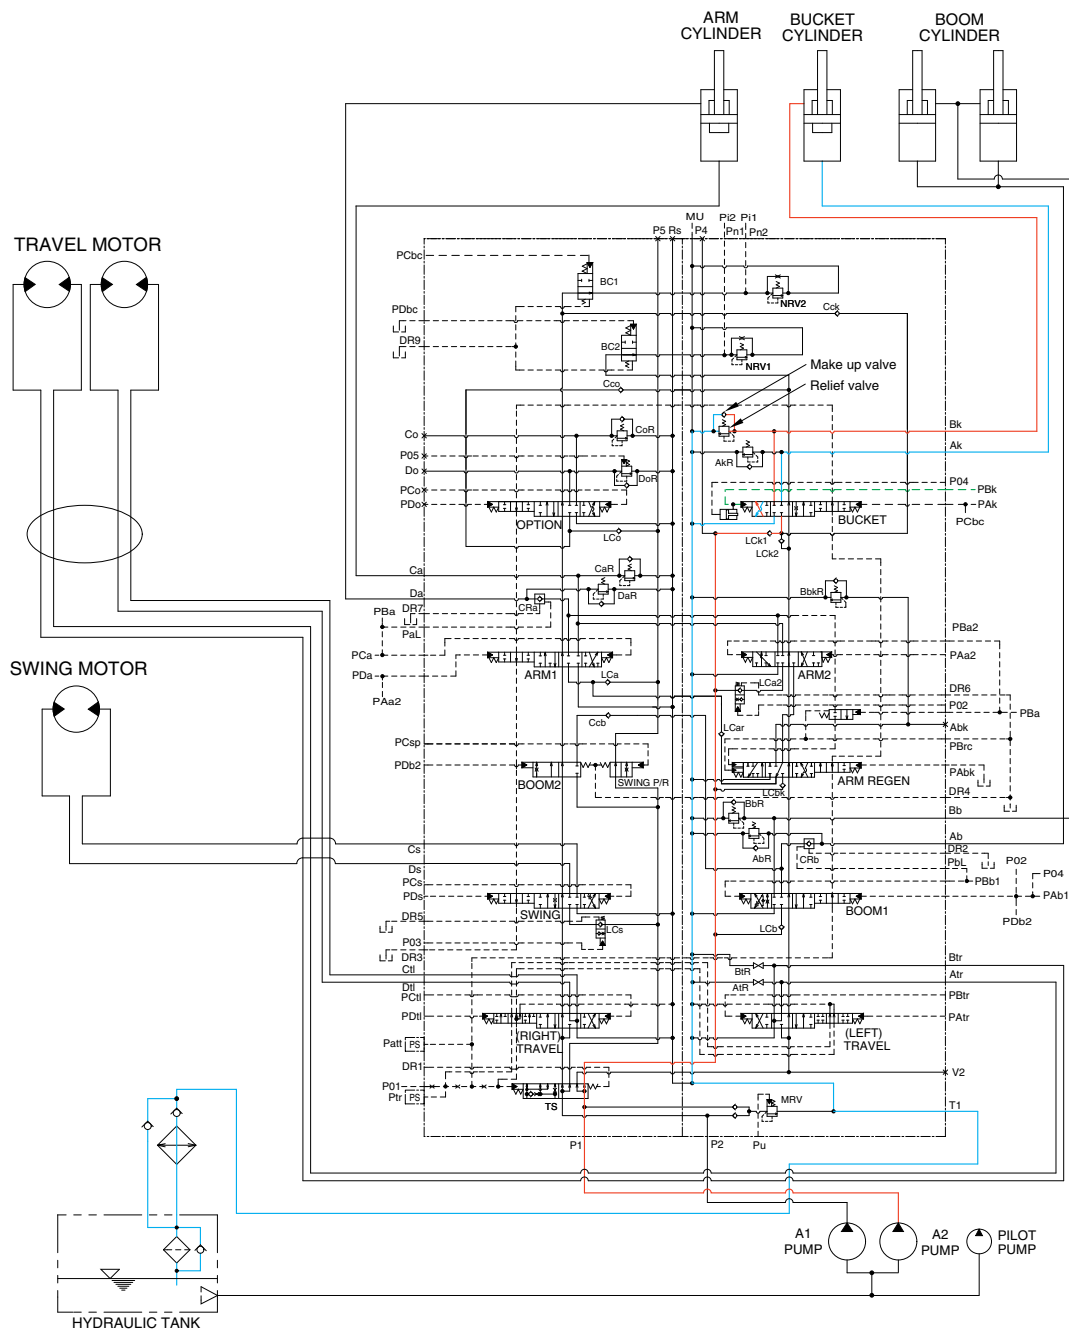 ARM
CYLINDER
BUCKET
CYLINDER
BOOM
CYLINDER
TRAVEL MOTOR
MU
P5 Rs P4
Pi2 Pi1
Pn1 Pn2
PCbc
BC1
NRV2
Cck
PDbc
DR9
BC2
NRV1
Make up valve
Cco
Relief valve
Co
CoR
Bk
P05
Ak
Do
DoR
AkR
P04
PCo
PBk
PDo
PAk
OPTION
BUCKET
PCbc
LCo
LCk1
LCk2
Ca
CaR
Da
DaR
BbkR
PBa
DR7
CRa
PaL
PBa2
PCa
PAa2
SWING MOTOR
PDa
ARM1
ARM2
PAa2
LCa
LCa2
DR6
P02
Ccb
LCar
PBa
Abk
PCsp
PBrc
PDb2
PAbk
BOOM2
SWING P/R
ARM REGEN
LCbk
DR4
BbR
Bb
Cs
AbR
CRb
Ab
DR2
Ds
PbL
P02
PCs
PBb1
P04
PDs
PAb1
SWING
BOOM1
DR5
LCs
LCb
PDb2
P03
DR3
Ctl
BtR
Btr
AtR
Atr
Dtl
PCtl
PBtr
PDtl
PAtr
(RIGHT)
TRAVEL
(LEFT)
TRAVEL
Patt PS
DR1
V2
P01
Ptr PS
TS
MRV
T1
P1
P2
Pu
A1
PUMP
A2
PUMP
PILOT
PUMP
HYDRAULIC TANK